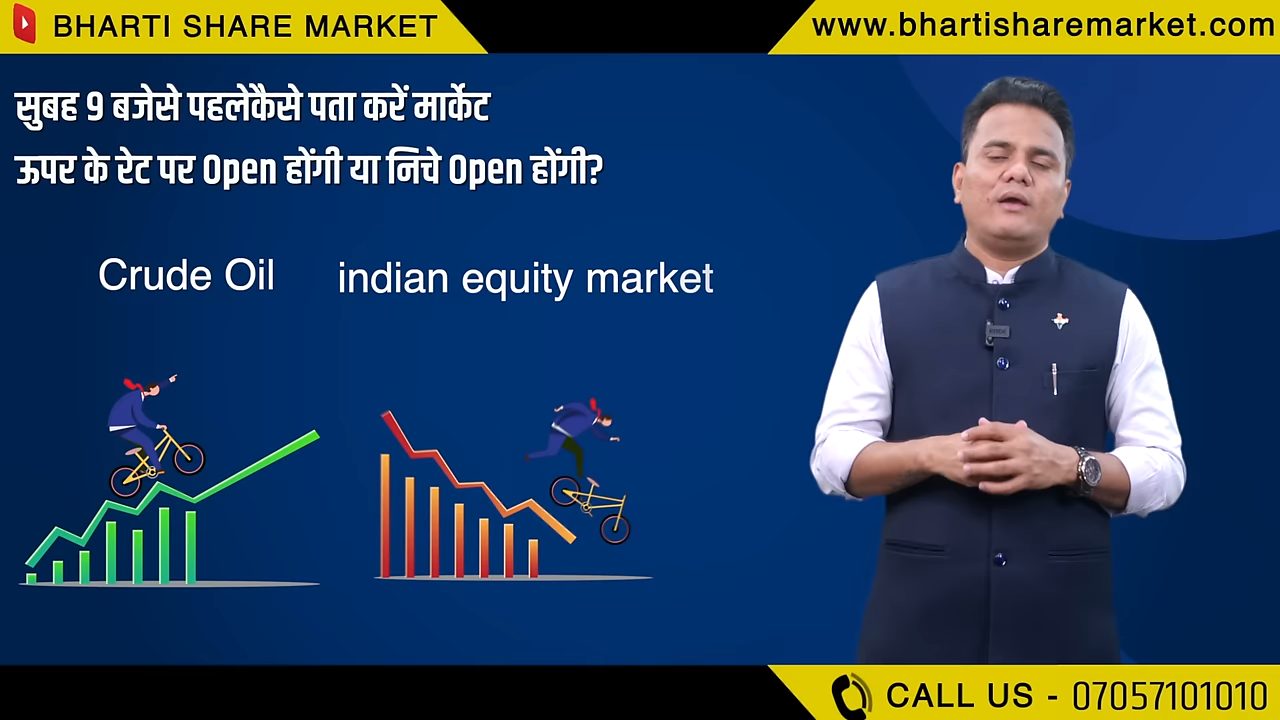 BHARTI SHARE MARKET
www.bhartisharemarket.com
सुबह 9 बजेसे पहलेकैसे पता करें मार्केट
ऊपर के रेट पर Open होंगी या निचे Open होंगी?
Crude Oil
indian equity market
CALL US - 07057101010